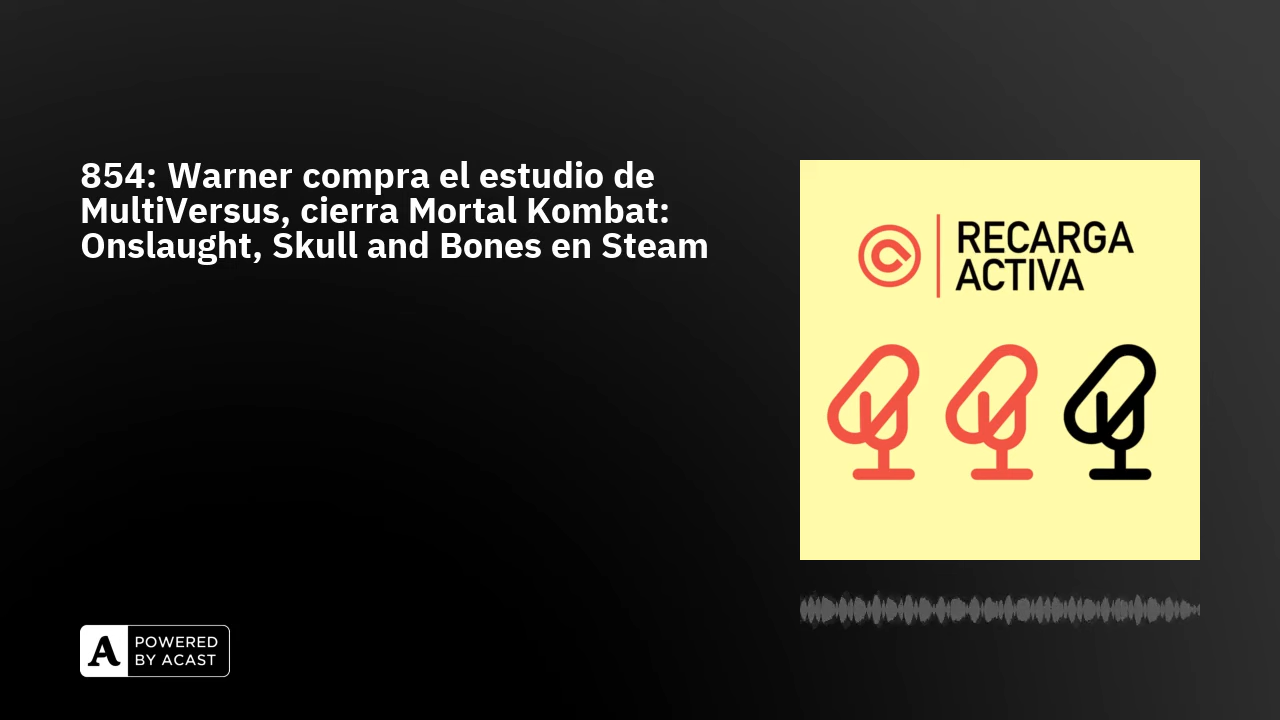 854: Warner compra el estudio de
MultiVersus, cierra Mortal Kombat:
Onslaught, Skull and Bones en Steam
RECARGA
ACTIVA
A
POWERED
BY ACAST